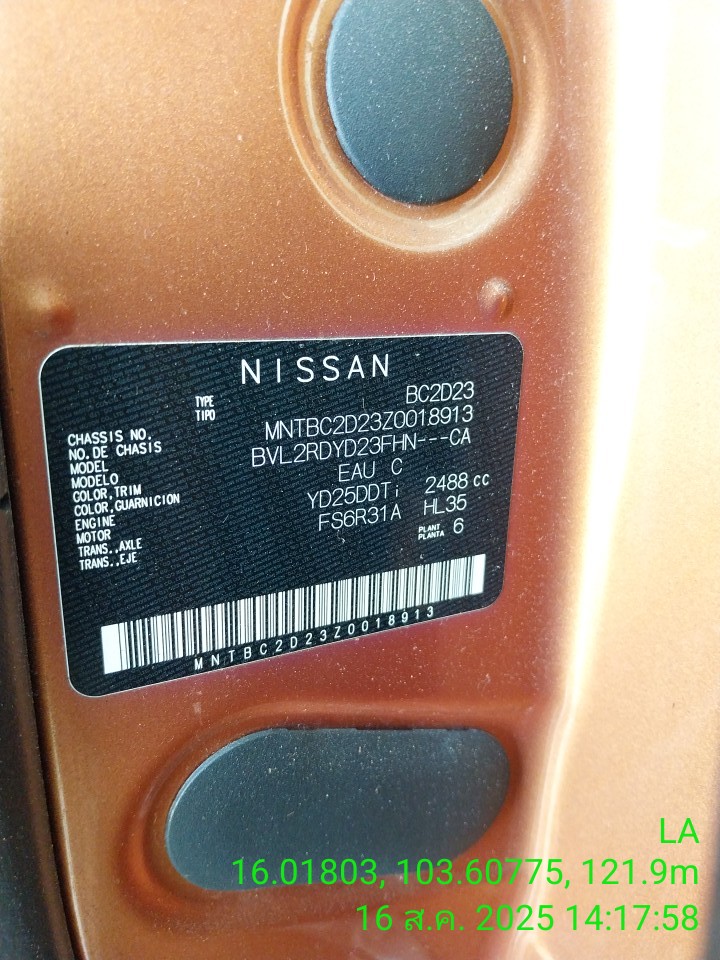 NISSAN
TYPE
TIPO
BC2D23
CHASSIS NO.
NO. DE CHASIS
MNTBC2D23Z0018913
MODEL
MODELO
BVL2RDYD23FHN---CA
COLOR,TRIM
COLOR,GUARNICION
EAU C
ENGINE
MOTOR
YD25DDTi 2488 cc
TRANS.,AXLE
TRANS.,EJE
FS6R31A HL35
PLANT
PLANTA
6
MNTBC2D23Z0018913
LA
16.01803, 103.60775, 121.9m
16 ส.ค. 2025 14:17:58